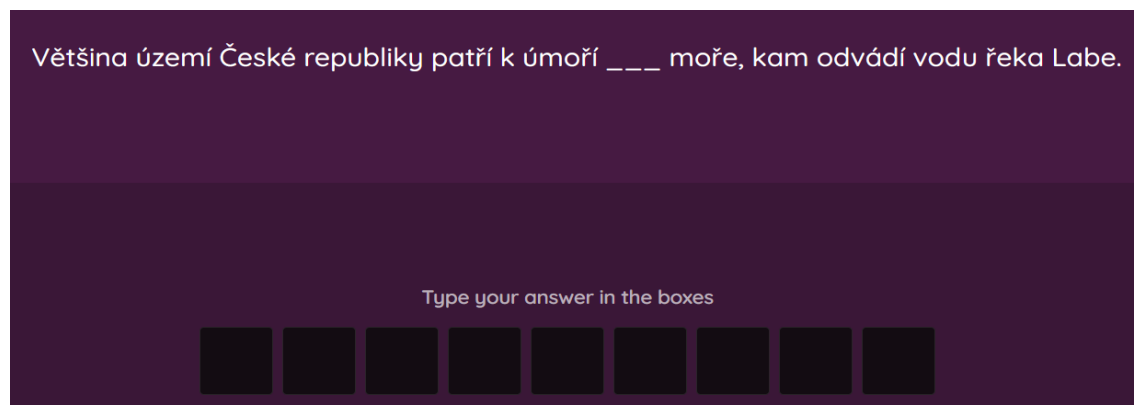 Většina území České republiky patří k úmoří ___ moře, kam odvádí vodu řeka Labe.
Type your answer in the boxes